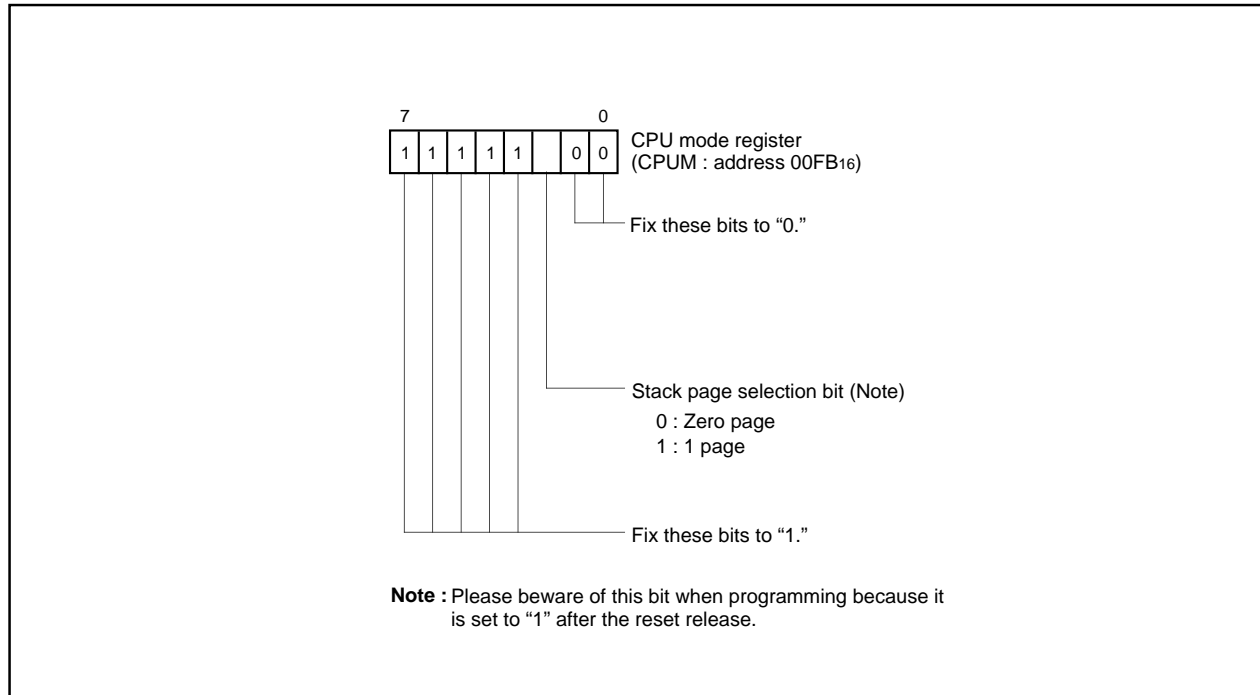 7 0
1 1 1 1 1 0 0
CPU mode register
(CPUM : address 00FB16)
Fix these bits to “0.”
Stack page selection bit (Note)
0 : Zero page
1 : 1 page
Fix these bits to “1.”
Note : Please beware of this bit when programming because it
is set to “1” after the reset release.